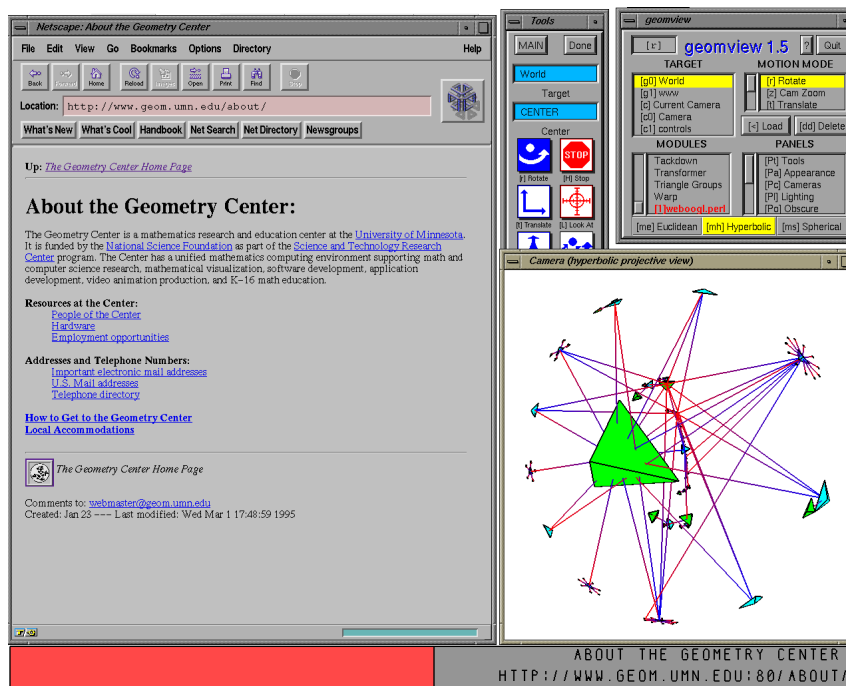 Netscape: About the Geometry Center
File Edit View Go Bookmarks Options Directory Help
Back Forward Home Reload Images Open Print Find Stop
Location: http://www.geom.umn.edu/about/
What's New What's Cool Handbook Net Search Net Directory Newsgroups
Up: The Geometry Center Home Page
About the Geometry Center:
The Geometry Center is a mathematics research and education center at the University of Minnesota.
It is funded by the National Science Foundation as part of the Science and Technology Research
Center program. The Center has a unified mathematics computing environment supporting math and
computer science research, mathematical visualization, software development, application
development, video animation production, and K-16 math education.
Resources at the Center:
People of the Center
Hardware
Employment opportunities
Addresses and Telephone Numbers:
Important electronic mail addresses
U.S. Mail addresses
Telephone directory
How to Get to the Geometry Center
Local Accommodations
The Geometry Center Home Page
Comments to: webmaster@geom.umn.edu
Created: Jan 23 --- Last modified: Wed Mar 1 17:48:59 1995
Tools
MAIN Done
World
Target
CENTER
Center
[r] Rotate [H] Stop
[t] Translate [L] Look At
geomview
[r] geomview 1.5 ? Quit
TARGET
[g0] World
[g1] www
[c] Current Camera
[c0] Camera
[c1] controls
MOTION MODE
[r] Rotate
[z] Cam Zoom
[t] Translate
[<] Load [dd] Delete
MODULES
Tackdown
Transformer
Triangle Groups
Warp
[1]webooql.perl
PANELS
[Pt] Tools
[Pa] Appearance
[Pc] Cameras
[Pl] Lighting
[Po] Obscure
[me] Euclidean [mh] Hyperbolic [ms] Spherical
Camera (hyperbolic projective view)
ABOUT THE GEOMETRY CENTER
HTTP://WWW.GEOM.UMN.EDU:80/ABOUT/